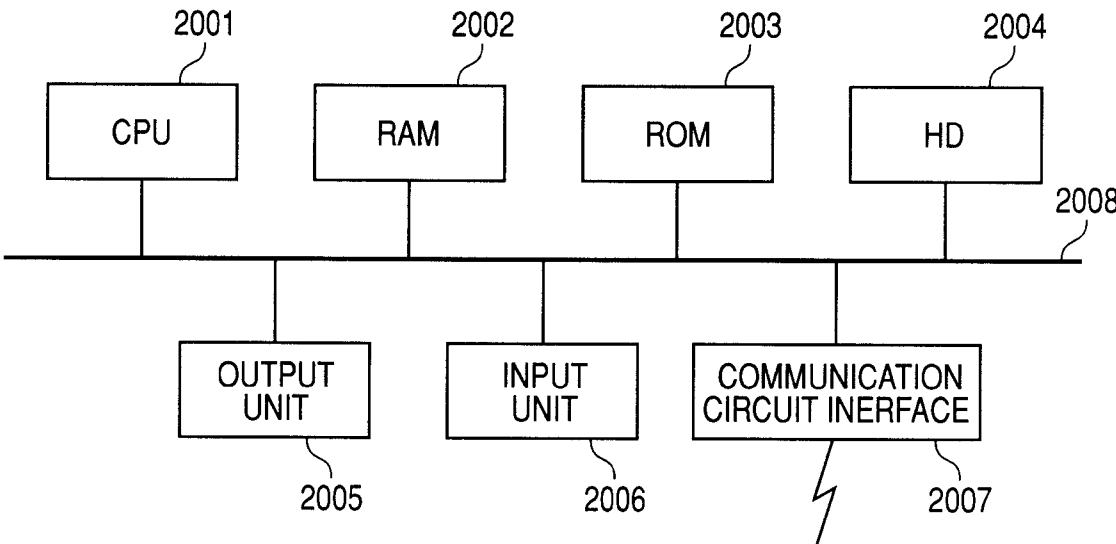 2001
2002
2003
2004
CPU
RAM
ROM
HD
2008
OUTPUT
UNIT
INPUT
UNIT
COMMUNICATION
CIRCUIT INERFACE
2005
2006
2007